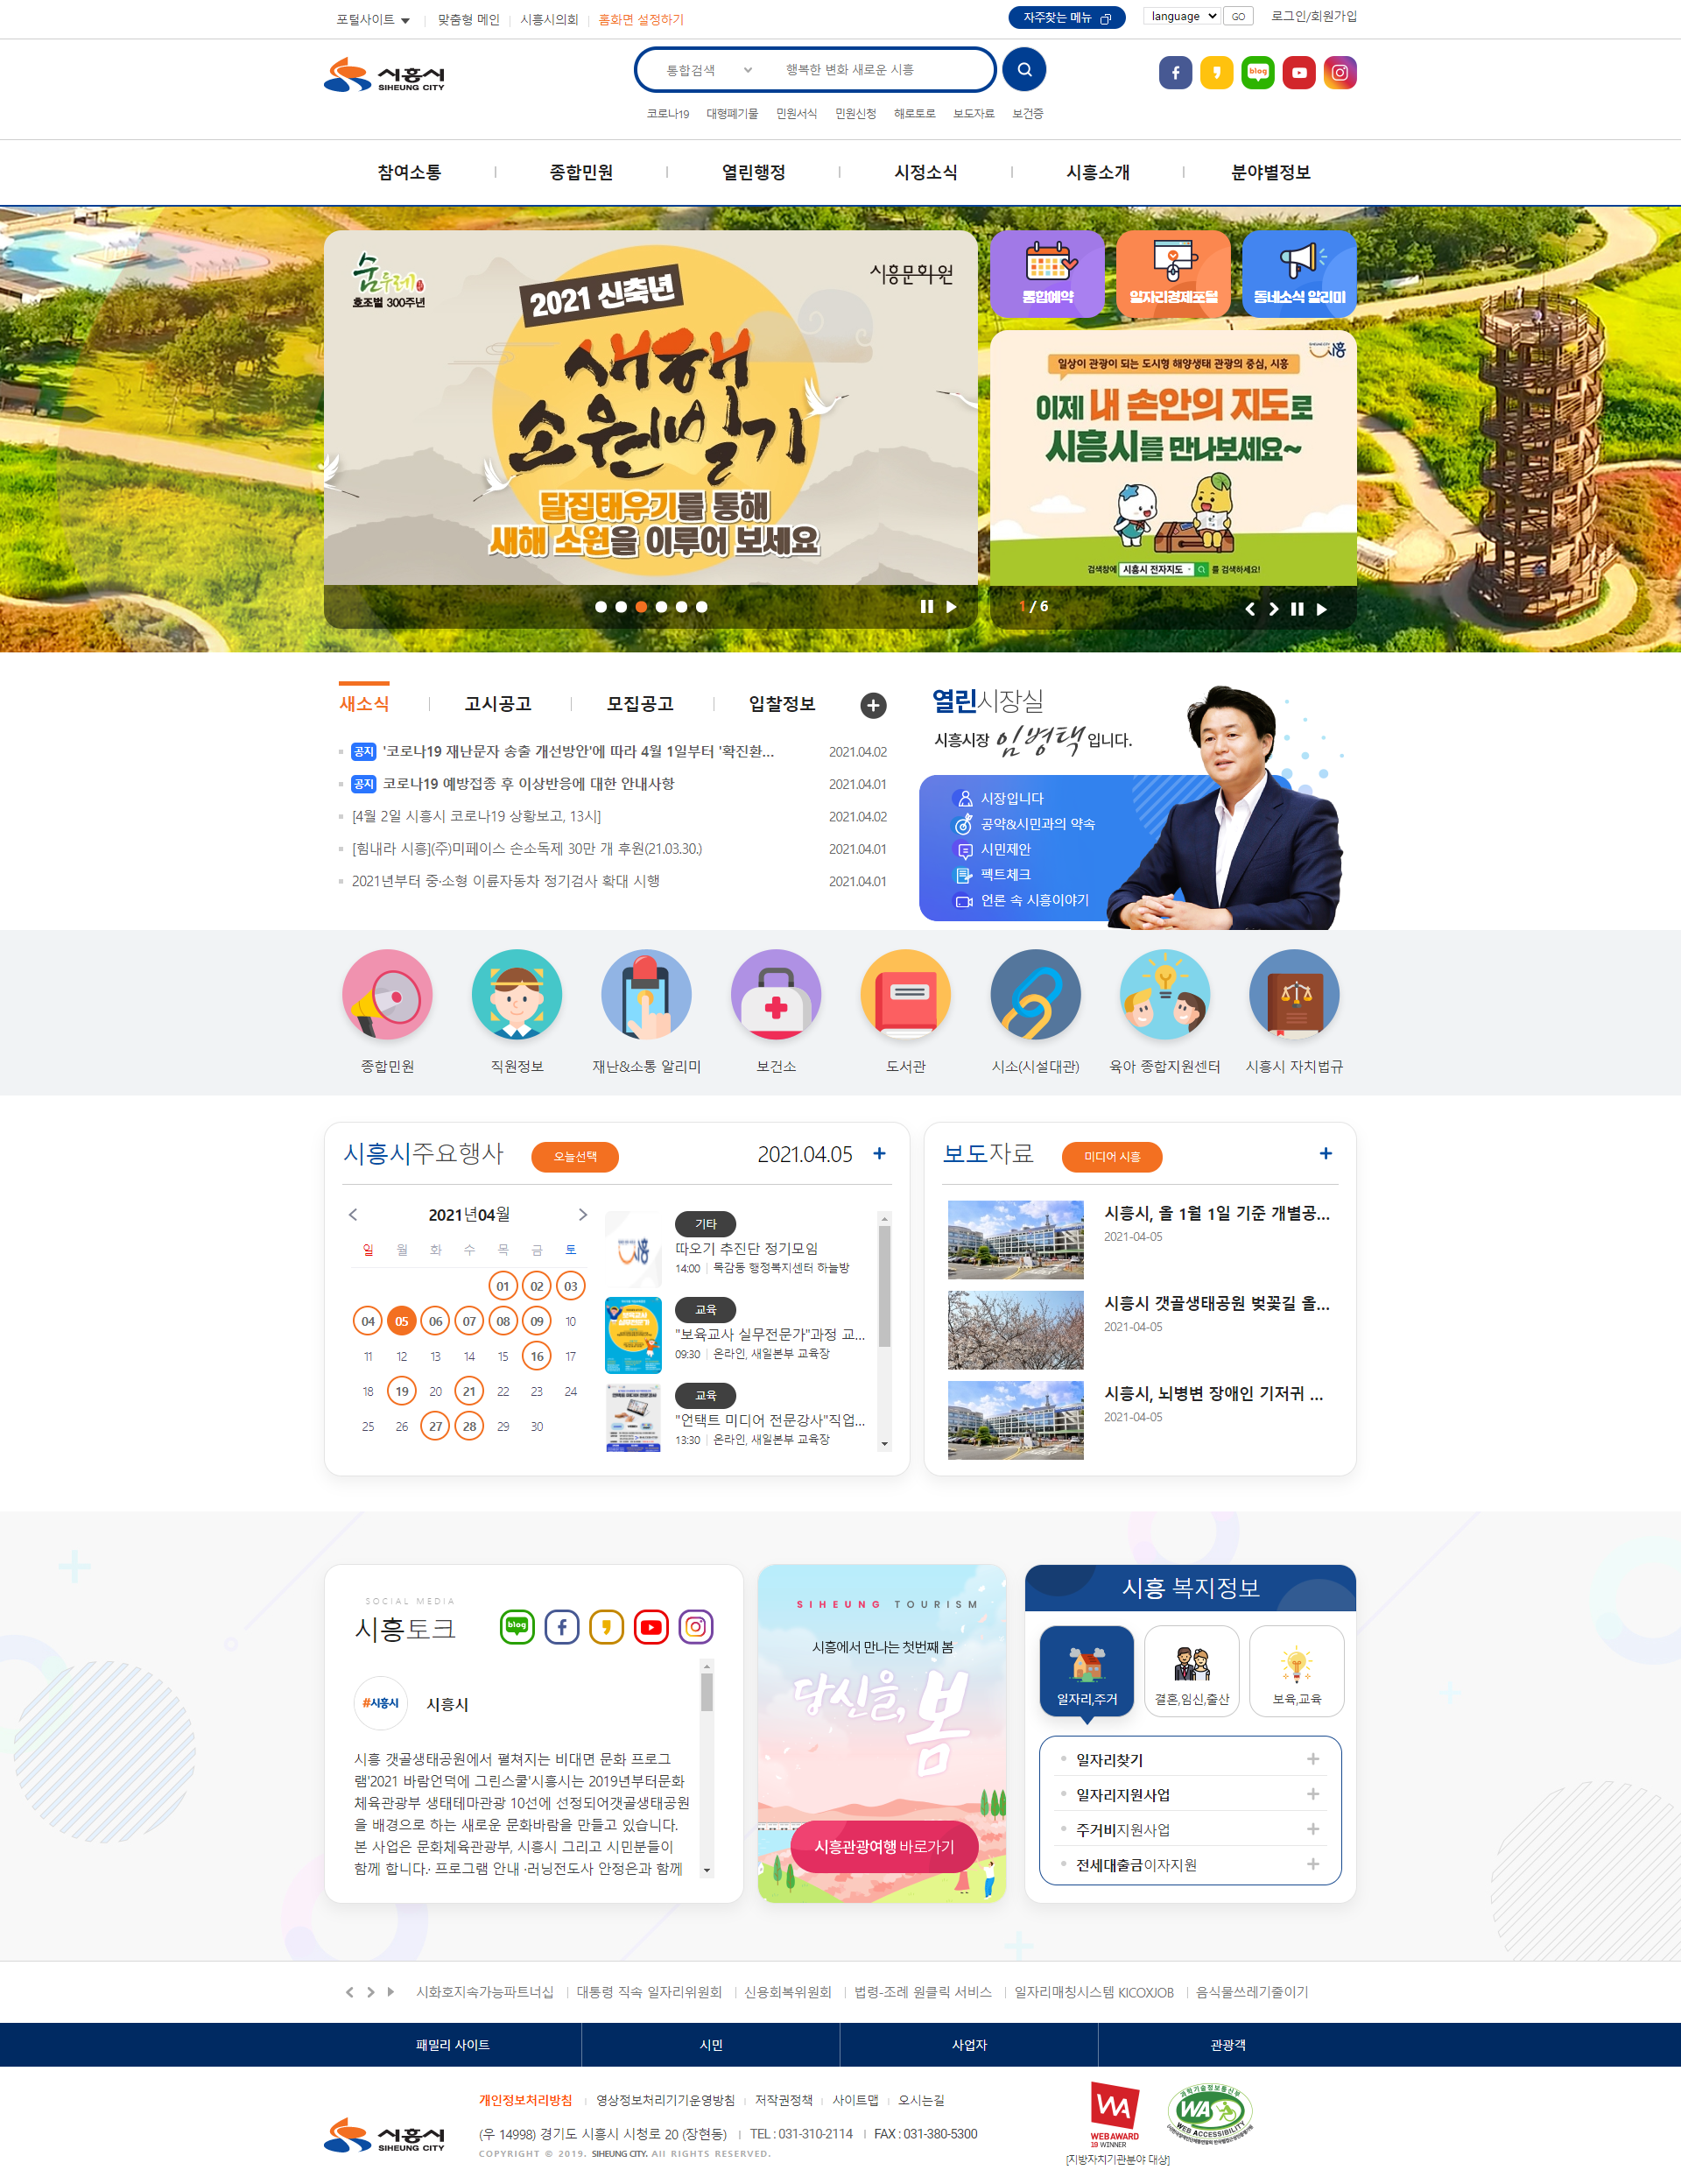 포털사이트 맞춤형 메인 시흥시의회 홈화면 설정하기 자주찾는 메뉴 language GO 로그인/회원가입
시흥시 SIHEUNG CITY
통합검색 행복한 변화 새로운 시흥
blog
코로나19 대형폐기물 민원서식 민원신청 해로토로 보도자료 보건증
참여소통 종합민원 열린행정 시정소식 시흥소개 분야별정보
숨두레
호조벌 300주년
시흥문화원
2021 신축년
새해
소원빌기
달집태우기를 통해
새해 소원을 이루어 보세요
통합예약 일자리경제포털 동네소식 알리미
일상이 관광이 되는 도시형 해양생태 관광의 중심, 시흥
이제 내 손안의 지도로
시흥시를 만나보세요~
검색창에 시흥시 전자지도 를 검색하세요!
1 / 6
새소식 고시공고 모집공고 입찰정보
공지 '코로나19 재난문자 송출 개선방안'에 따라 4월 1일부터 '확진환... 2021.04.02
공지 코로나19 예방접종 후 이상반응에 대한 안내사항 2021.04.01
[4월 2일 시흥시 코로나19 상황보고, 13시] 2021.04.02
[힘내라 시흥](주)미페이스 손소독제 30만 개 후원(21.03.30.) 2021.04.01
2021년부터 중·소형 이륜자동차 정기검사 확대 시행 2021.04.01
열린시장실
시흥시장 임병택 입니다.
시장입니다
공약&시민과의 약속
시민제안
펙트체크
언론 속 시흥이야기
종합민원 직원정보 재난&소통 알리미 보건소 도서관 시소(시설대관) 육아 종합지원센터 시흥시 자치법규
시흥시주요행사 오늘선택 2021.04.05
2021년04월
일 월 화 수 목 금 토
01 02 03
04 05 06 07 08 09 10
11 12 13 14 15 16 17
18 19 20 21 22 23 24
25 26 27 28 29 30
기타
따오기 추진단 정기모임
14:00 목감동 행정복지센터 하늘방
교육
"보육교사 실무전문가"과정 교...
09:30 온라인, 새일본부 교육장
교육
"언택트 미디어 전문강사"직업...
13:30 온라인, 새일본부 교육장
보도자료 미디어 시흥
시흥시, 올 1월 1일 기준 개별공...
2021-04-05
시흥시 갯골생태공원 벚꽃길 올...
2021-04-05
시흥시, 뇌병변 장애인 기저귀 ...
2021-04-05
SOCIAL MEDIA
시흥토크
blog
#시흥시 시흥시
시흥 갯골생태공원에서 펼쳐지는 비대면 문화 프로그
램'2021 바람언덕에 그린스쿨'시흥시는 2019년부터문화
체육관광부 생태테마관광 10선에 선정되어갯골생태공원
을 배경으로 하는 새로운 문화바람을 만들고 있습니다.
본 사업은 문화체육관광부, 시흥시 그리고 시민분들이
함께 합니다.· 프로그램 안내 ·러닝전도사 안정은과 함께
SIHEUNG TOURISM
시흥에서 만나는 첫번째 봄
당신을, 봄
시흥관광여행 바로가기
시흥 복지정보
일자리,주거 결혼,임신,출산 보육,교육
일자리찾기
일자리지원사업
주거비지원사업
전세대출금이자지원
시화호지속가능파트너십 대통령 직속 일자리위원회 신용회복위원회 법령-조례 원클릭 서비스 일자리매칭시스템 KICOXJOB 음식물쓰레기줄이기
패밀리 사이트 시민 사업자 관광객
개인정보처리방침 영상정보처리기기운영방침 저작권정책 사이트맵 오시는길
시흥시 SIHEUNG CITY
(우 14998) 경기도 시흥시 시청로 20 (장현동) TEL : 031-310-2114 FAX : 031-380-5300
COPYRIGHT © 2019. SIHEUNG CITY. All RIGHTS RESERVED.
WA
WEBAWARD
19 WINNER
[지방자치기관분야 대상]
과학기술정보통신부
WA
WEB ACCESSIBILITY